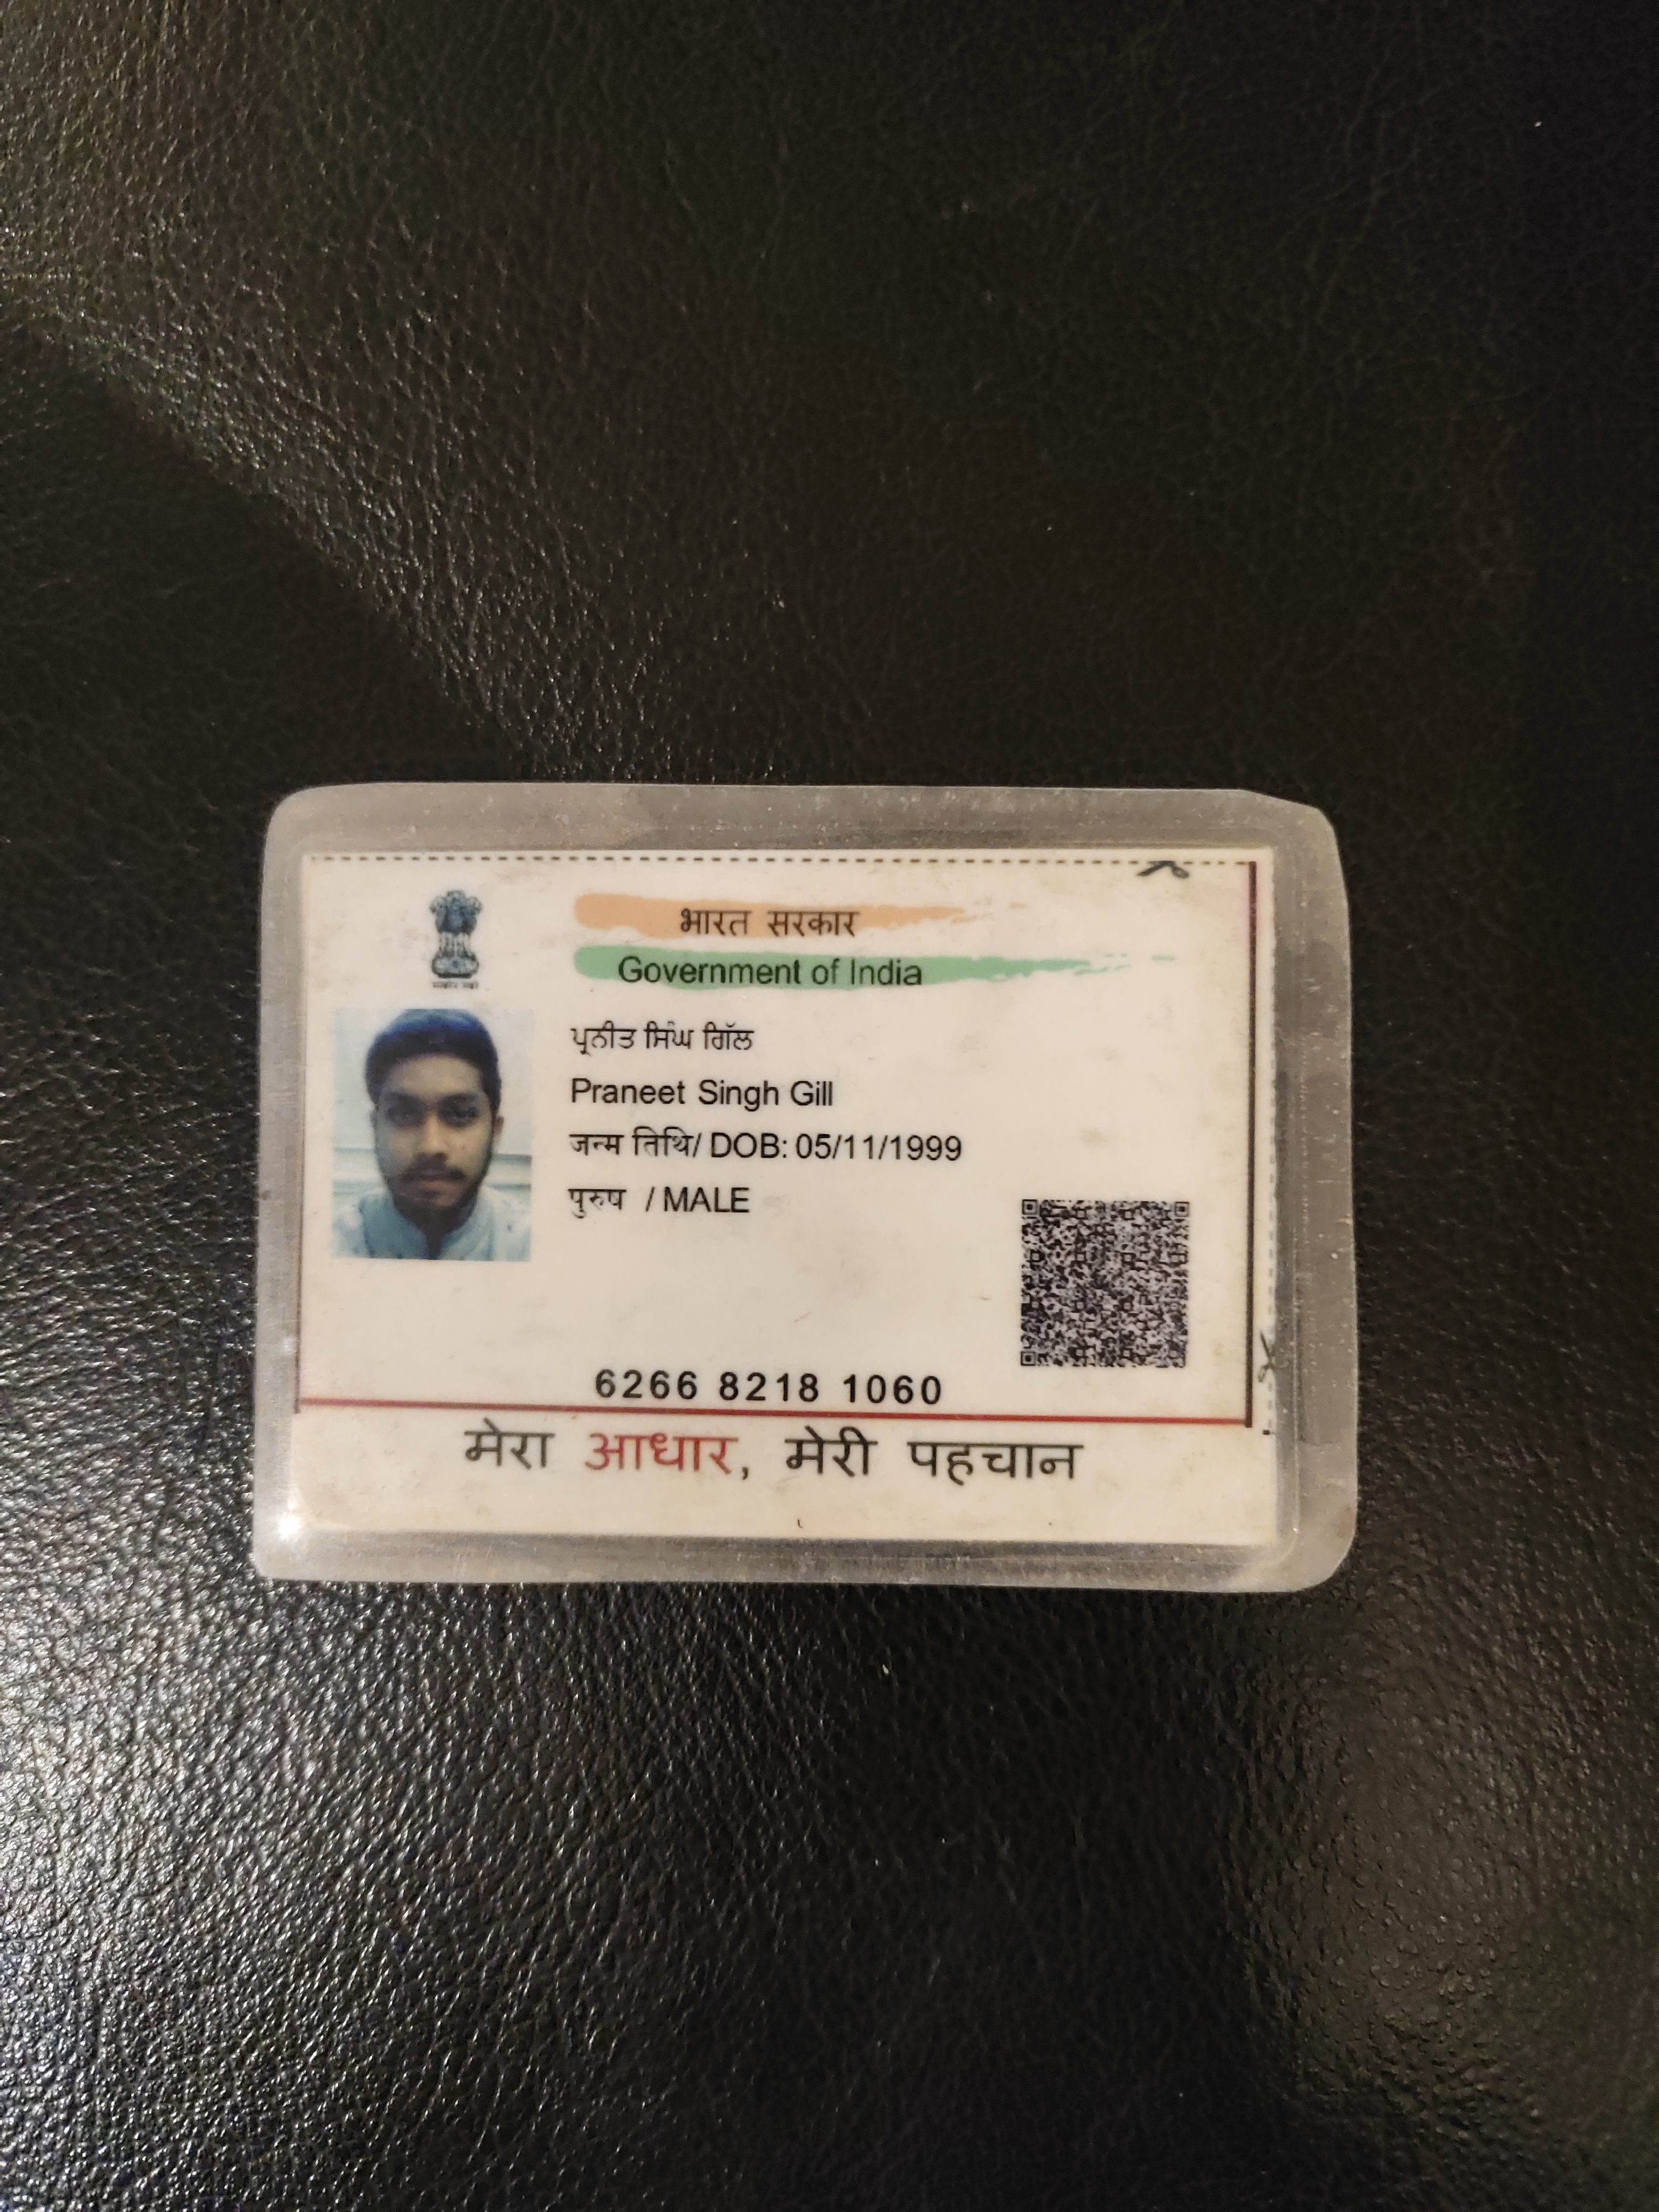 भारत सरकार
Government of India
ਪ੍ਰਨੀਤ ਸਿੰਘ ਗਿੱਲ
Praneet Singh Gill
जन्म तिथि/ DOB: 05/11/1999
पुरुष / MALE
6266 8218 1060
मेरा आधार, मेरी पहचान